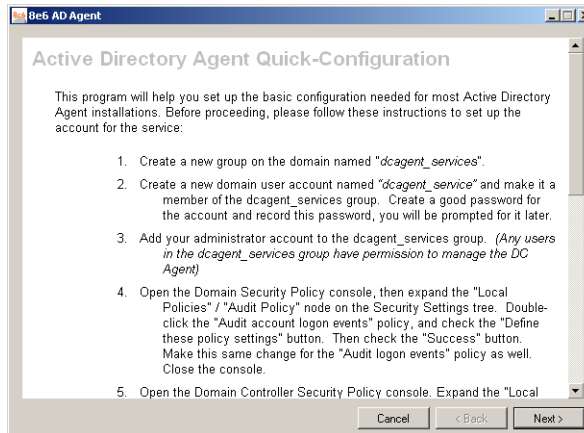 8e6 AD Agent
Active Directory Agent Quick-Configuration
This program will help you set up the basic configuration needed for most Active Directory
Agent installations. Before proceeding, please follow these instructions to set up the
account for the service:
1. Create a new group on the domain named "dcagent_services".
2. Create a new domain user account named "dcagent_service" and make it a
member of the dcagent_services group. Create a good password for
the account and record this password, you will be prompted for it later.
3. Add your administrator account to the dcagent_services group. (Any users
in the dcagent_services group have permission to manage the DC
Agent)
4. Open the Domain Security Policy console, then expand the "Local
Policies" / "Audit Policy" node on the Security Settings tree. Double-
click the "Audit account logon events" policy, and check the "Define
these policy settings" button. Then check the "Success" button.
Make this same change for the "Audit logon events" policy as well.
Close the console.
5. Open the Domain Controller Security Policy console. Expand the "Local
Cancel < Back Next >